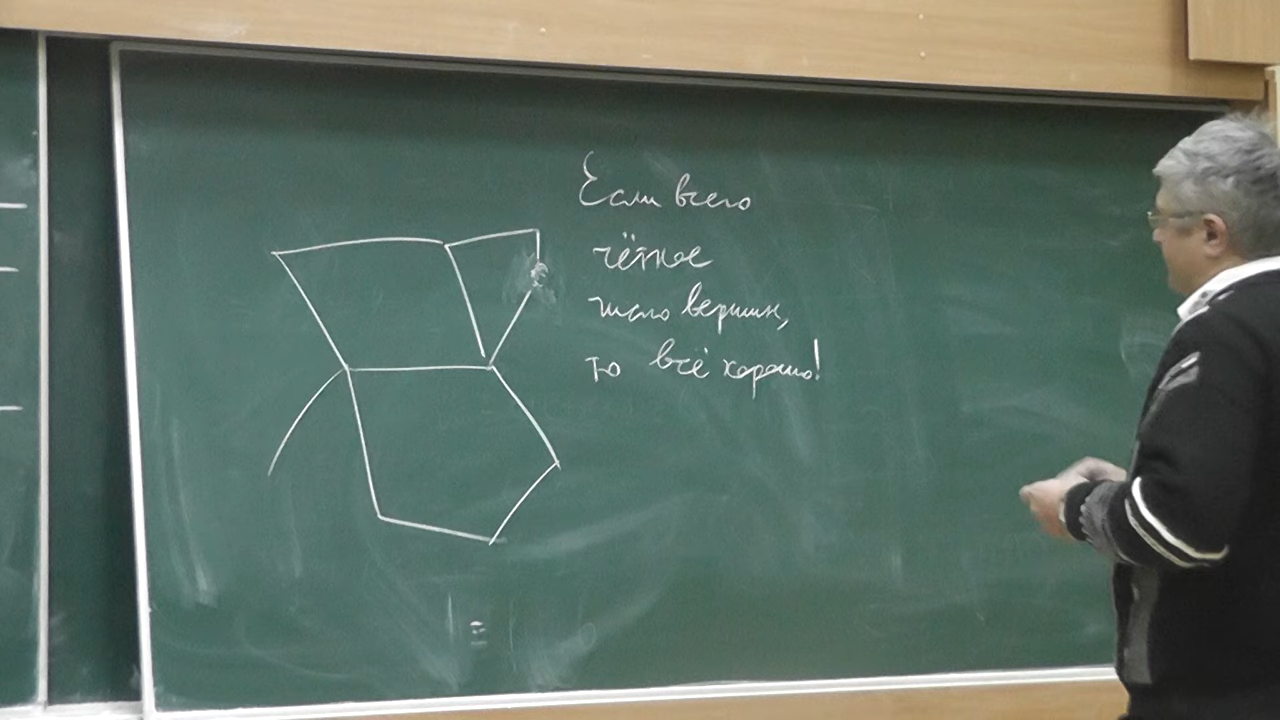 Если всего
чётное
число вершин,
то всё хорошо!